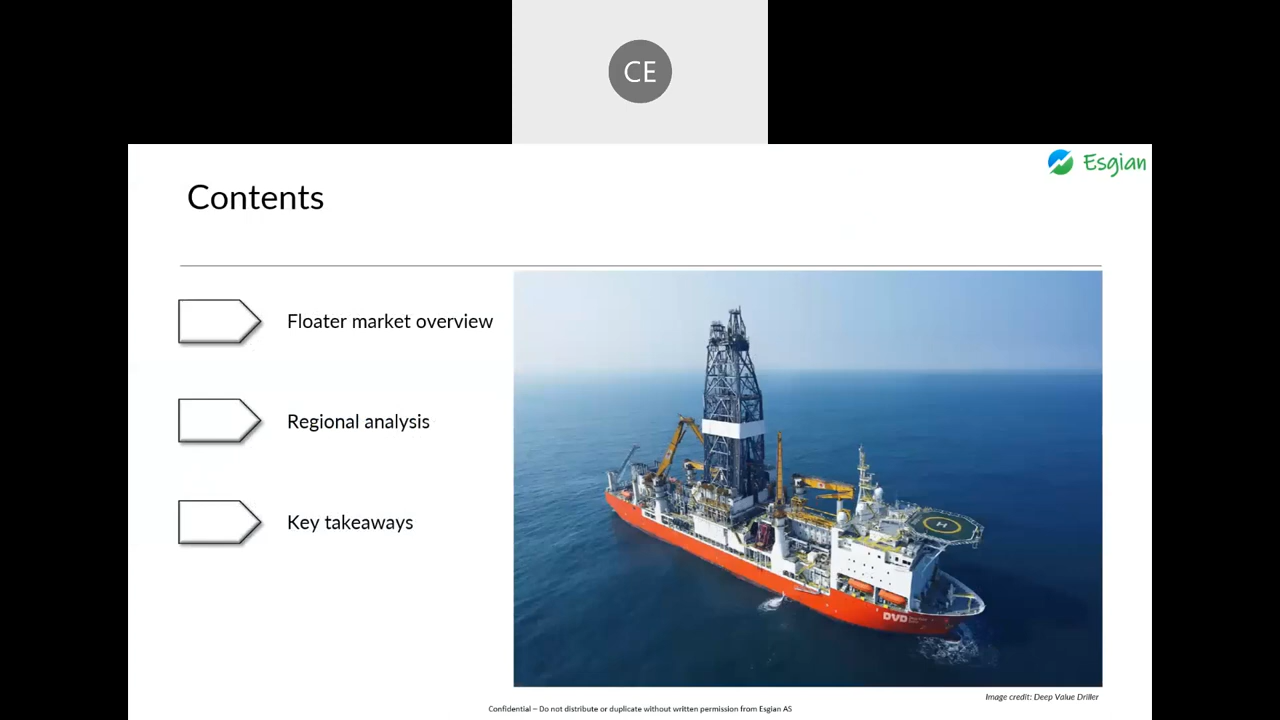 CE
Esgian
Contents
Floater market overview
Regional analysis
Key takeaways
H
DVD
Image credit: Deep Value Driller
Confidential – Do not distribute or duplicate without written permission from Esgian AS